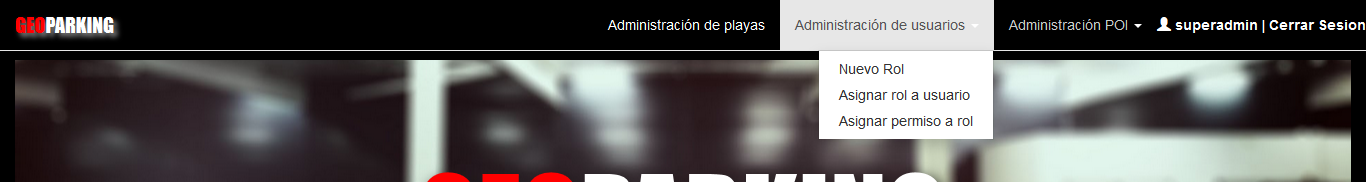 GEOPARKING
Administración de playas Administración de usuarios Administración POI superadmin | Cerrar Sesion
Nuevo Rol
Asignar rol a usuario
Asignar permiso a rol
GEOPARKING